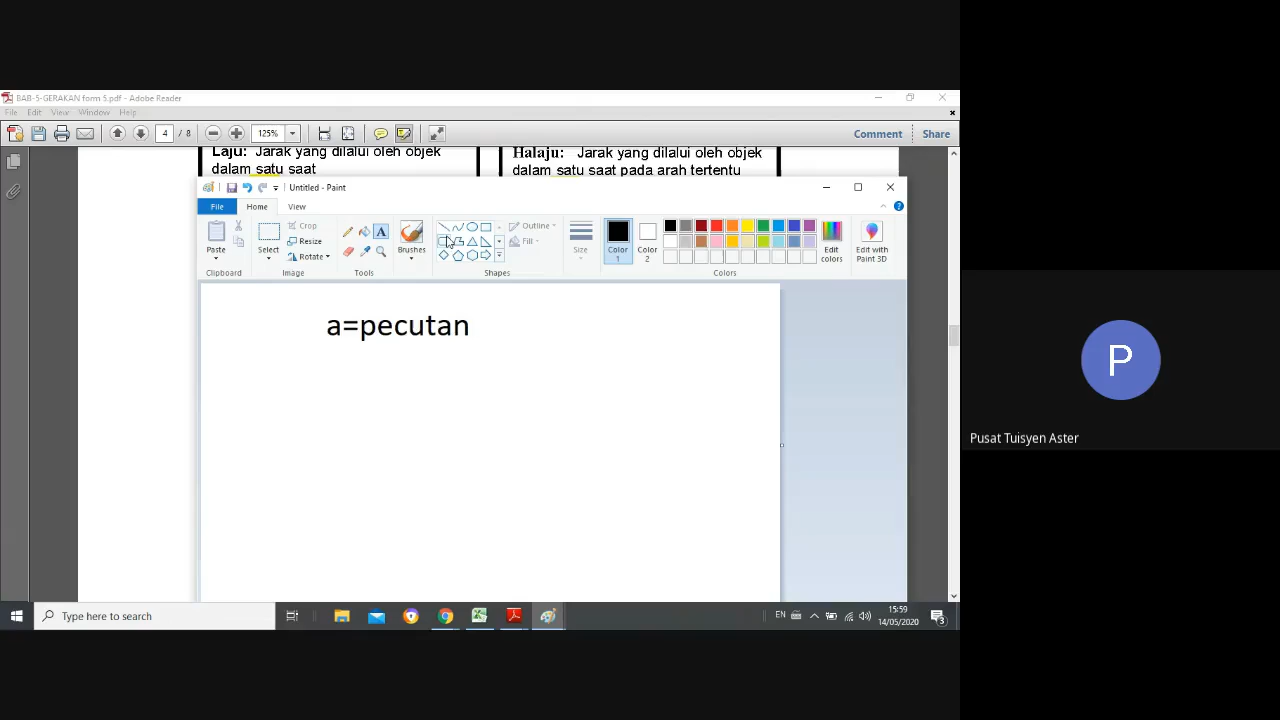 BAB-5-GERAKAN form 5.pdf - Adobe Reader
File Edit View Window Help
4 / 8
125%
Comment
Share
Laju: Jarak yang dilalui oleh objek
dalam satu saat
Halaju: Jarak yang dilalui oleh objek
dalam satu saat pada arah tertentu
Untitled - Paint
File Home View
Paste
Clipboard
Select
Crop
Resize
Rotate
Image
A
Tools
Brushes
Outline
Fill
Shapes
Size
Color
1
Color
2
Edit
colors
Colors
Edit with
Paint 3D
a=pecutan
Type here to search
EN
15:59
14/05/2020
3
P
Pusat Tuisyen Aster